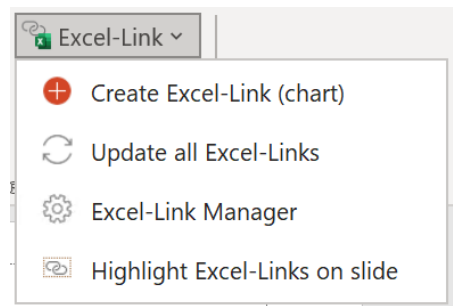 Excel-Link
Create Excel-Link (chart)
Update all Excel-Links
Excel-Link Manager
Highlight Excel-Links on slide